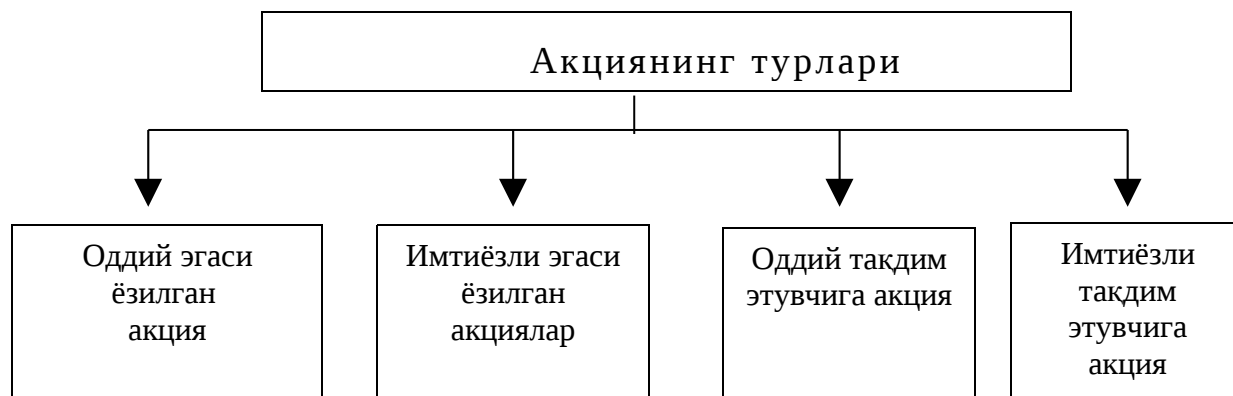 Акциянинг турлари
Оддий эгаси
ёзилган
акция
Имтиёзли эгаси
ёзилган
акциялар
Оддий тақдим
этувчига акция
Имтиёзли
тақдим
этувчига
акция